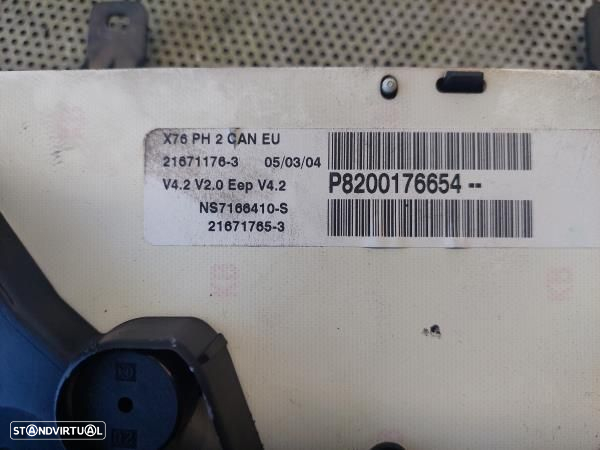 X76 PH 2 CAN EU
21671176-3 05/03/04
V4.2 V2.0 Eep V4.2
P8200176654--
NS7166410-S
21671765-3
KB
STANDVIRTUAL